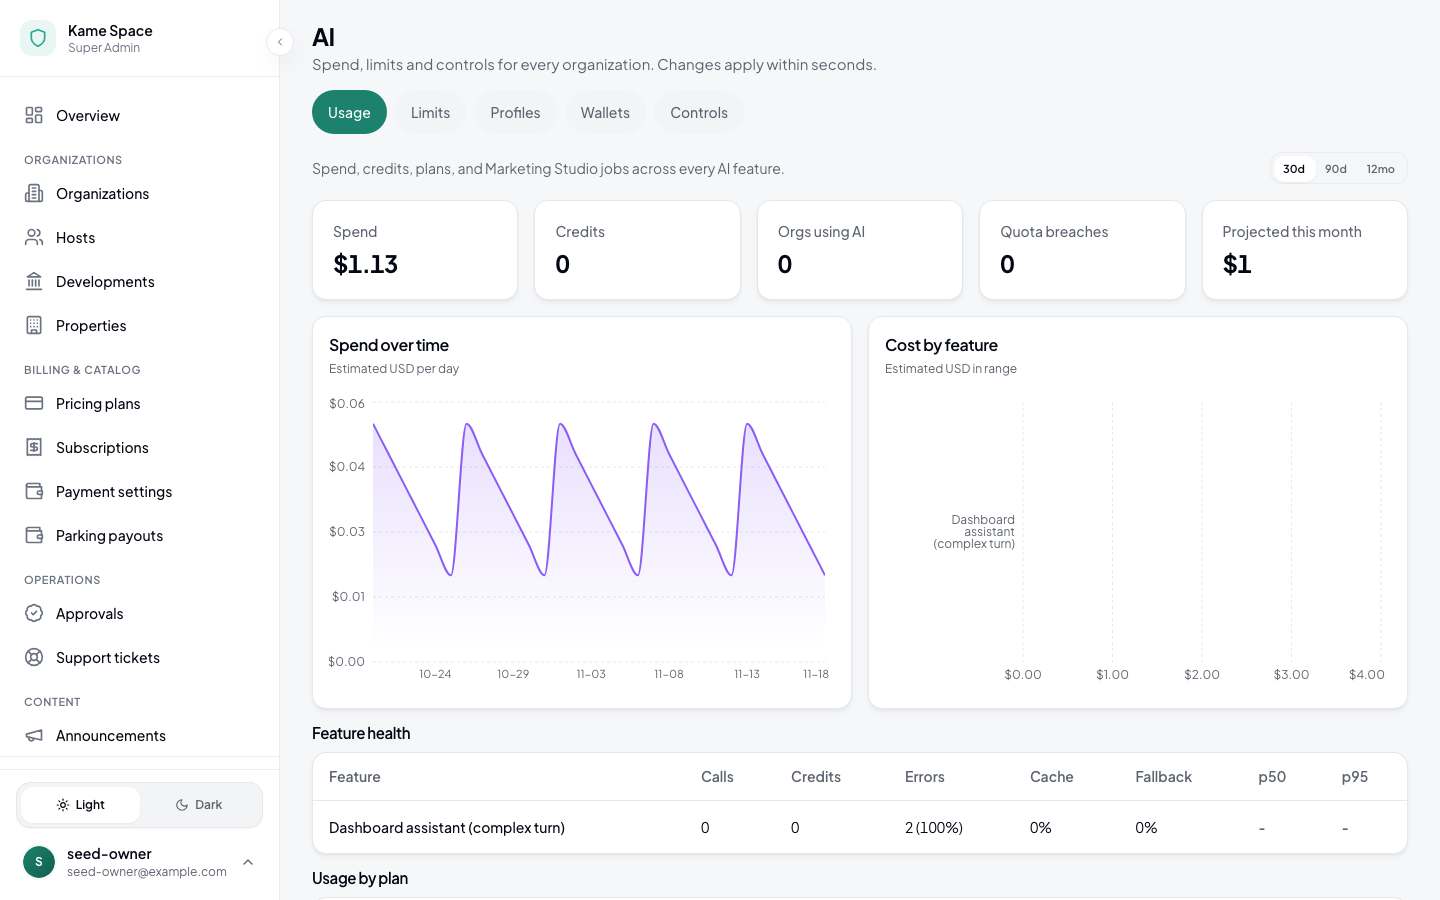 Kame Space
Super Admin
Overview
ORGANIZATIONS
Organizations
Hosts
Developments
Properties
BILLING & CATALOG
Pricing plans
Subscriptions
Payment settings
Parking payouts
OPERATIONS
Approvals
Support tickets
CONTENT
Announcements
Light
Dark
S
seed-owner
seed-owner@example.com
AI
Spend, limits and controls for every organization. Changes apply within seconds.
Usage
Limits
Profiles
Wallets
Controls
Spend, credits, plans, and Marketing Studio jobs across every AI feature.
30d
90d
12mo
Spend
$1.13
Credits
0
Orgs using AI
0
Quota breaches
0
Projected this month
$1
Spend over time
Estimated USD per day
$0.06
$0.04
$0.03
$0.01
$0.00
10-24
10-29
11-03
11-08
11-13
11-18
Cost by feature
Estimated USD in range
Dashboard
assistant
(complex turn)
$0.00
$1.00
$2.00
$3.00
$4.00
Feature health
Feature Calls Credits Errors Cache Fallback p50 p95
Dashboard assistant (complex turn) 0 0 2 (100%) 0% 0% - -
Usage by plan